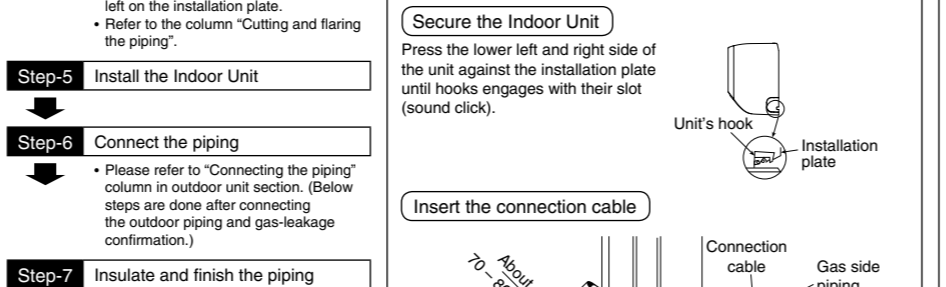 left on the installation plate.
• Refer to the column “Cutting and flaring
the piping”.
Step-5 Install the Indoor Unit
Step-6 Connect the piping
• Please refer to “Connecting the piping”
column in outdoor unit section. (Below
steps are done after connecting
the outdoor piping and gas-leakage
confirmation.)
Step-7 Insulate and finish the piping
Secure the Indoor Unit
Press the lower left and right side of
the unit against the installation plate
until hooks engages with their slot
(sound click).
Unit’s hook
Installation
plate
Insert the connection cable
About
70 –
Connection
cable
Gas side
piping